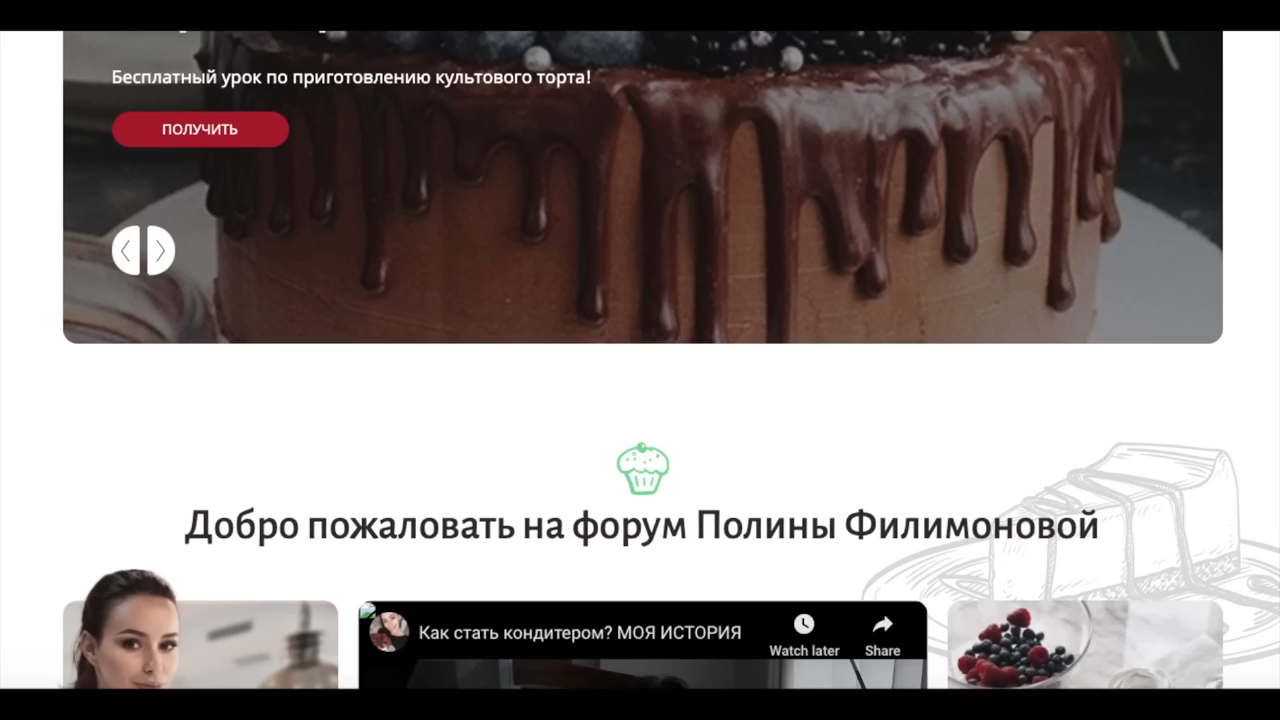 Бесплатный урок по приготовлению культового торта!
ПОЛУЧИТЬ
Добро пожаловать на форум Полины Филимоновой
Как стать кондитером? МОЯ ИСТОРИЯ
Watch later
Share